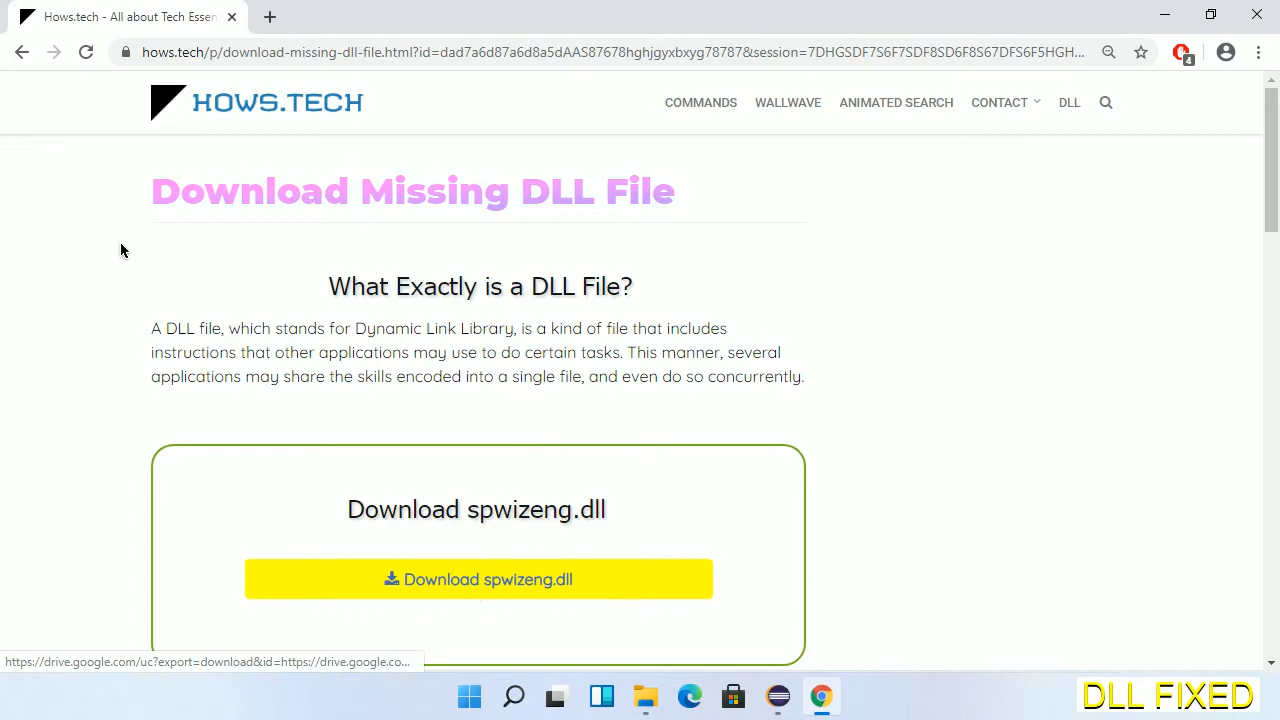 Hows.tech - All about Tech Essen
hows.tech/p/download-missing-dll-file.html?id=dad7a6d87a6d8a5dAAS87678hghjgyxbxyg78787&session=7DHGSDF7S6F7SDF8SD6F8S67DFS6F5HGH...
4
HOWS.TECH
COMMANDS WALLWAVE ANIMATED SEARCH CONTACT DLL
Download Missing DLL File
What Exactly is a DLL File?
A DLL file, which stands for Dynamic Link Library, is a kind of file that includes
instructions that other applications may use to do certain tasks. This manner, several
applications may share the skills encoded into a single file, and even do so concurrently.
Download spwizeng.dll
Download spwizeng.dll
https://drive.google.com/uc?export=download&id=https://drive.google.co...
DLL FIXED